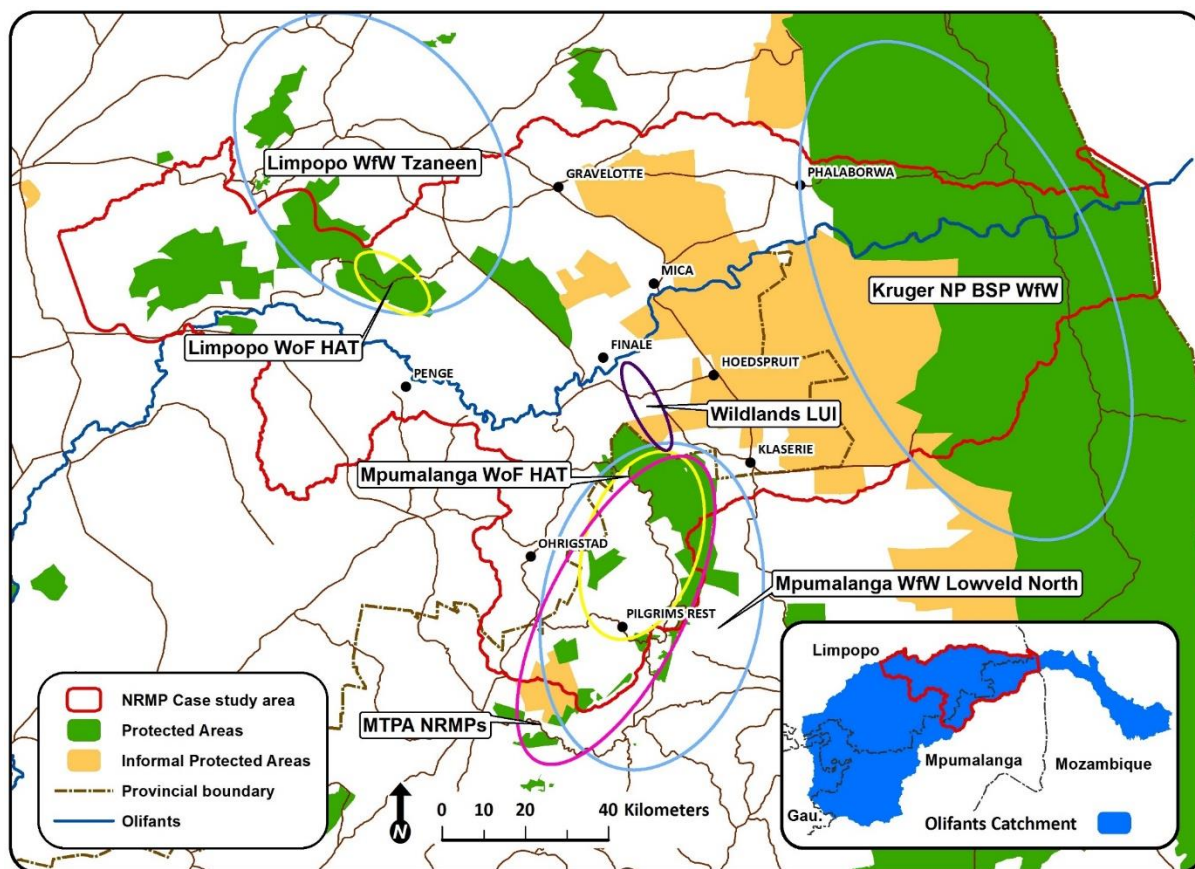 Limpopo WfW Tzaneen
GRAVELOTTE
PHALABORWA
MICA
Kruger NP BSP WfW
Limpopo WoF HAT
FINALE
PENGE
HOEDSPRUIT
Wildlands LUI
KLASERIE
Mpumalanga WoF HAT
OHRIGSTAD
Mpumalanga WfW Lowveld North
PILGRIMS REST
MTPA NRMPs
NRMP Case study area
Protected Areas
Informal Protected Areas
Provincial boundary
Olifants
N
0 10 20 40 Kilometers
Limpopo
Mpumalanga
Mozambique
Gau.
Olifants Catchment